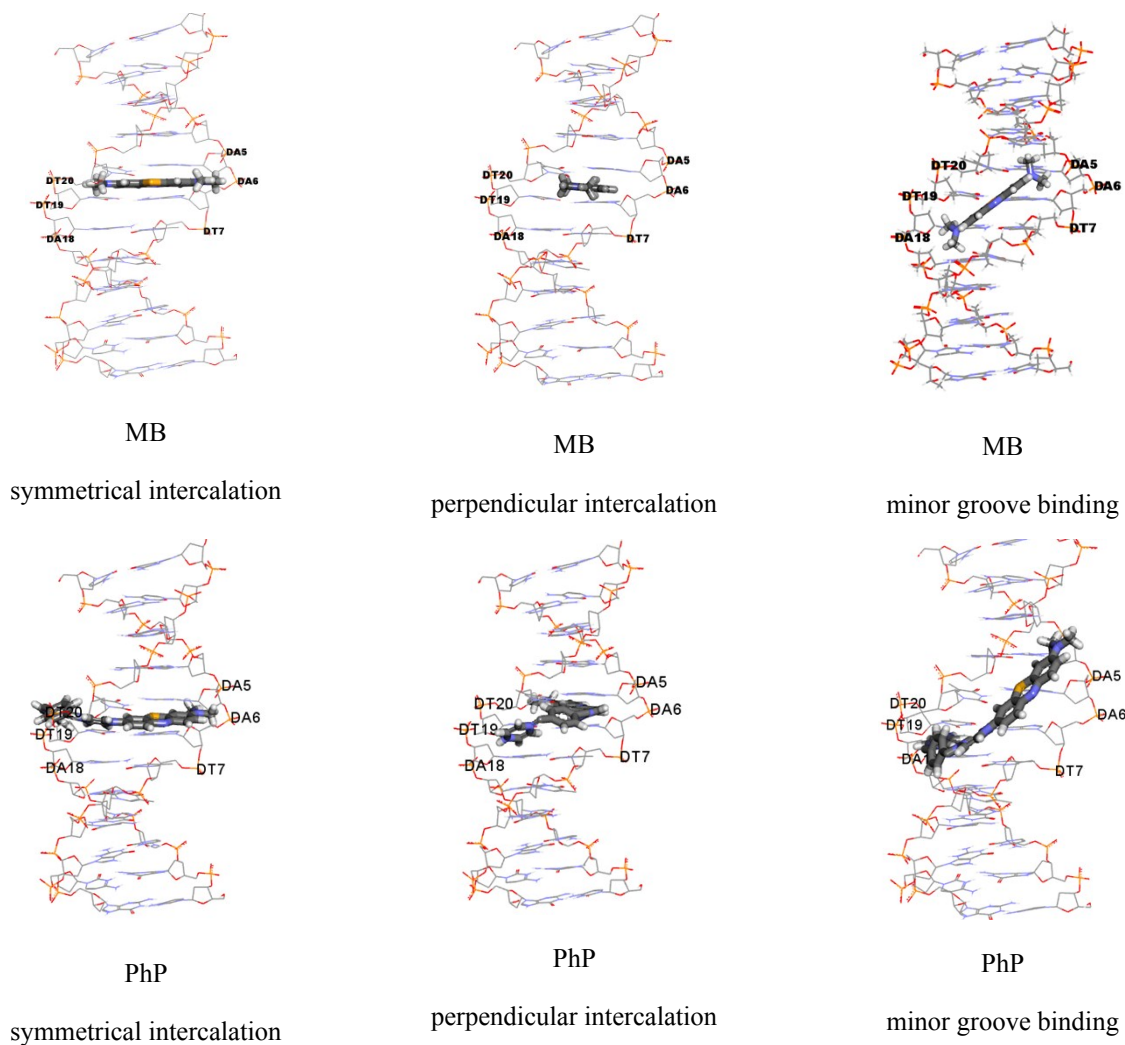 DA5
DT20
DA6
DT19
DA18
DT7
DA5
DT20
DA6
DT19
DA18
DT7
DT20
DA5
DA6
DT19
DA18
DT7
MB
symmetrical intercalation
MB
perpendicular intercalation
MB
minor groove binding
DA5
DT20
DA6
DT19
DA18
DT7
DA5
DT20
DA6
DT19
DA18
DT7
DA5
DT20
DA6
DT19
DT7
PhP
symmetrical intercalation
PhP
perpendicular intercalation
PhP
minor groove binding